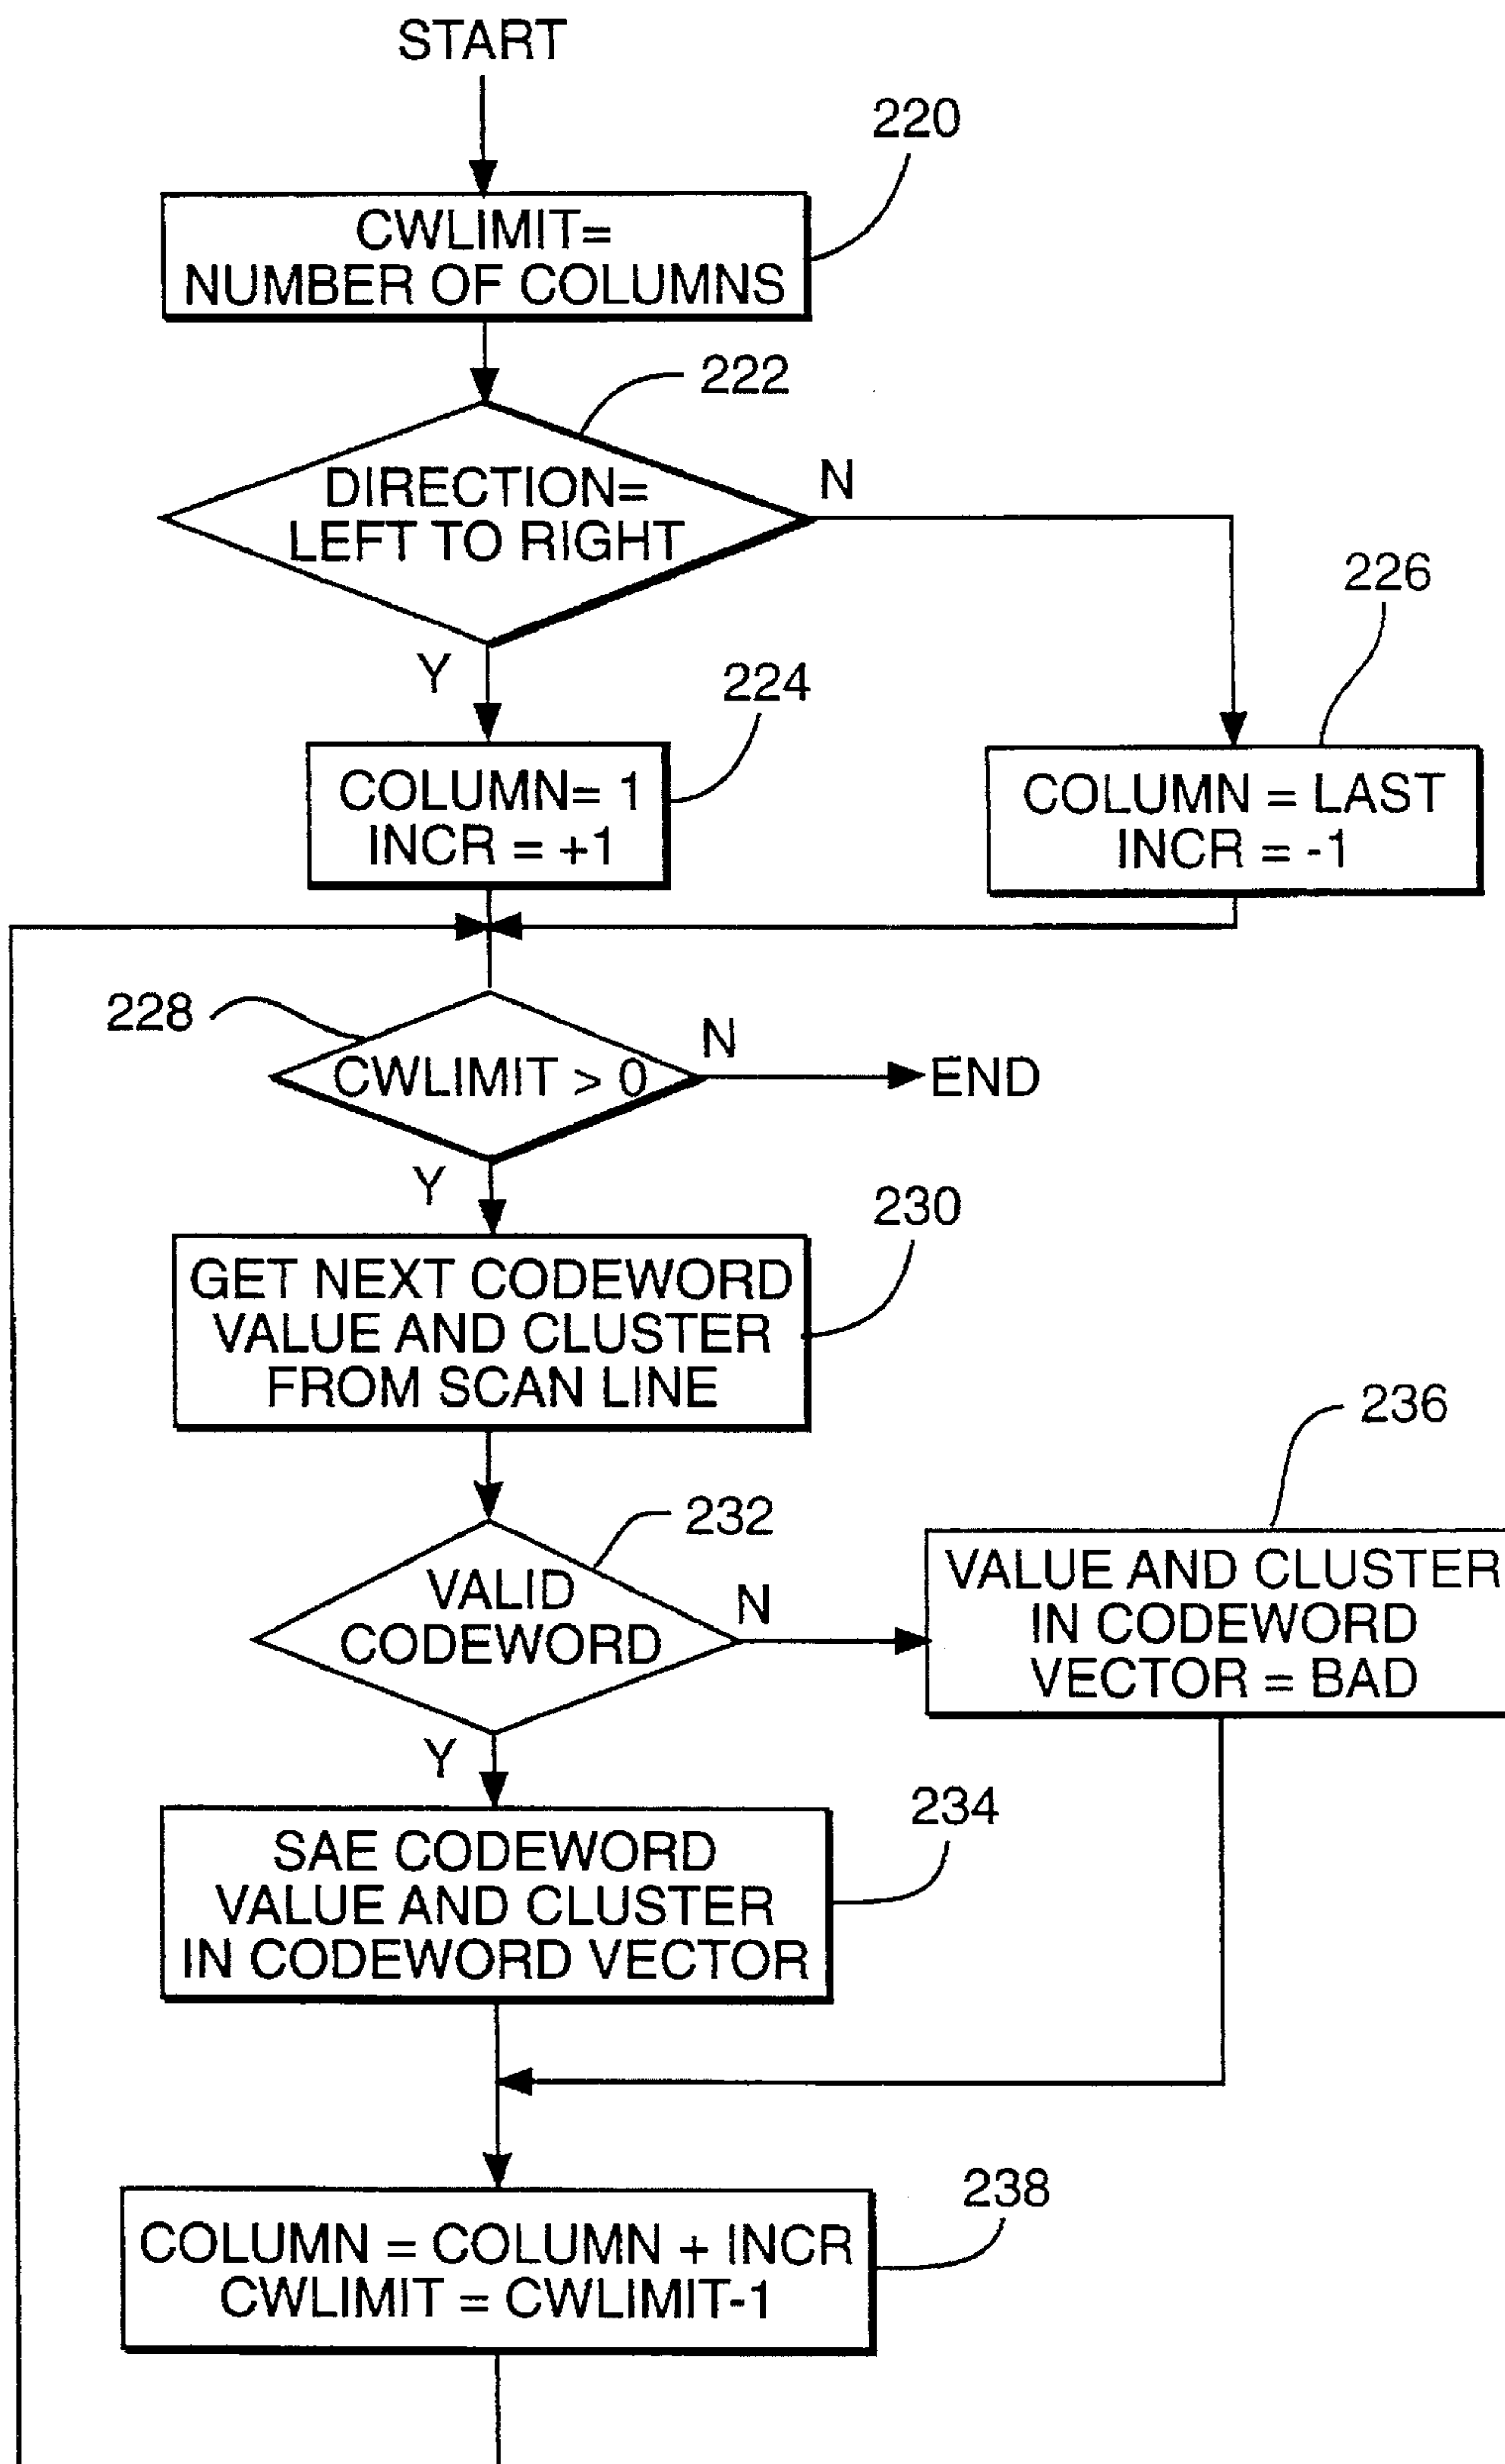 START
220
CWLIMIT=
NUMBER OF COLUMNS
222
DIRECTION=
LEFT TO RIGHT
N
Y
224
226
COLUMN= 1
INCR = +1
COLUMN = LAST
INCR = -1
228
CWLIMIT > 0
N
END
Y
230
GET NEXT CODEWORD
VALUE AND CLUSTER
FROM SCAN LINE
232
VALID
CODEWORD
N
236
VALUE AND CLUSTER
IN CODEWORD
VECTOR = BAD
Y
234
SAE CODEWORD
VALUE AND CLUSTER
IN CODEWORD VECTOR
238
COLUMN = COLUMN + INCR
CWLIMIT = CWLIMIT-1